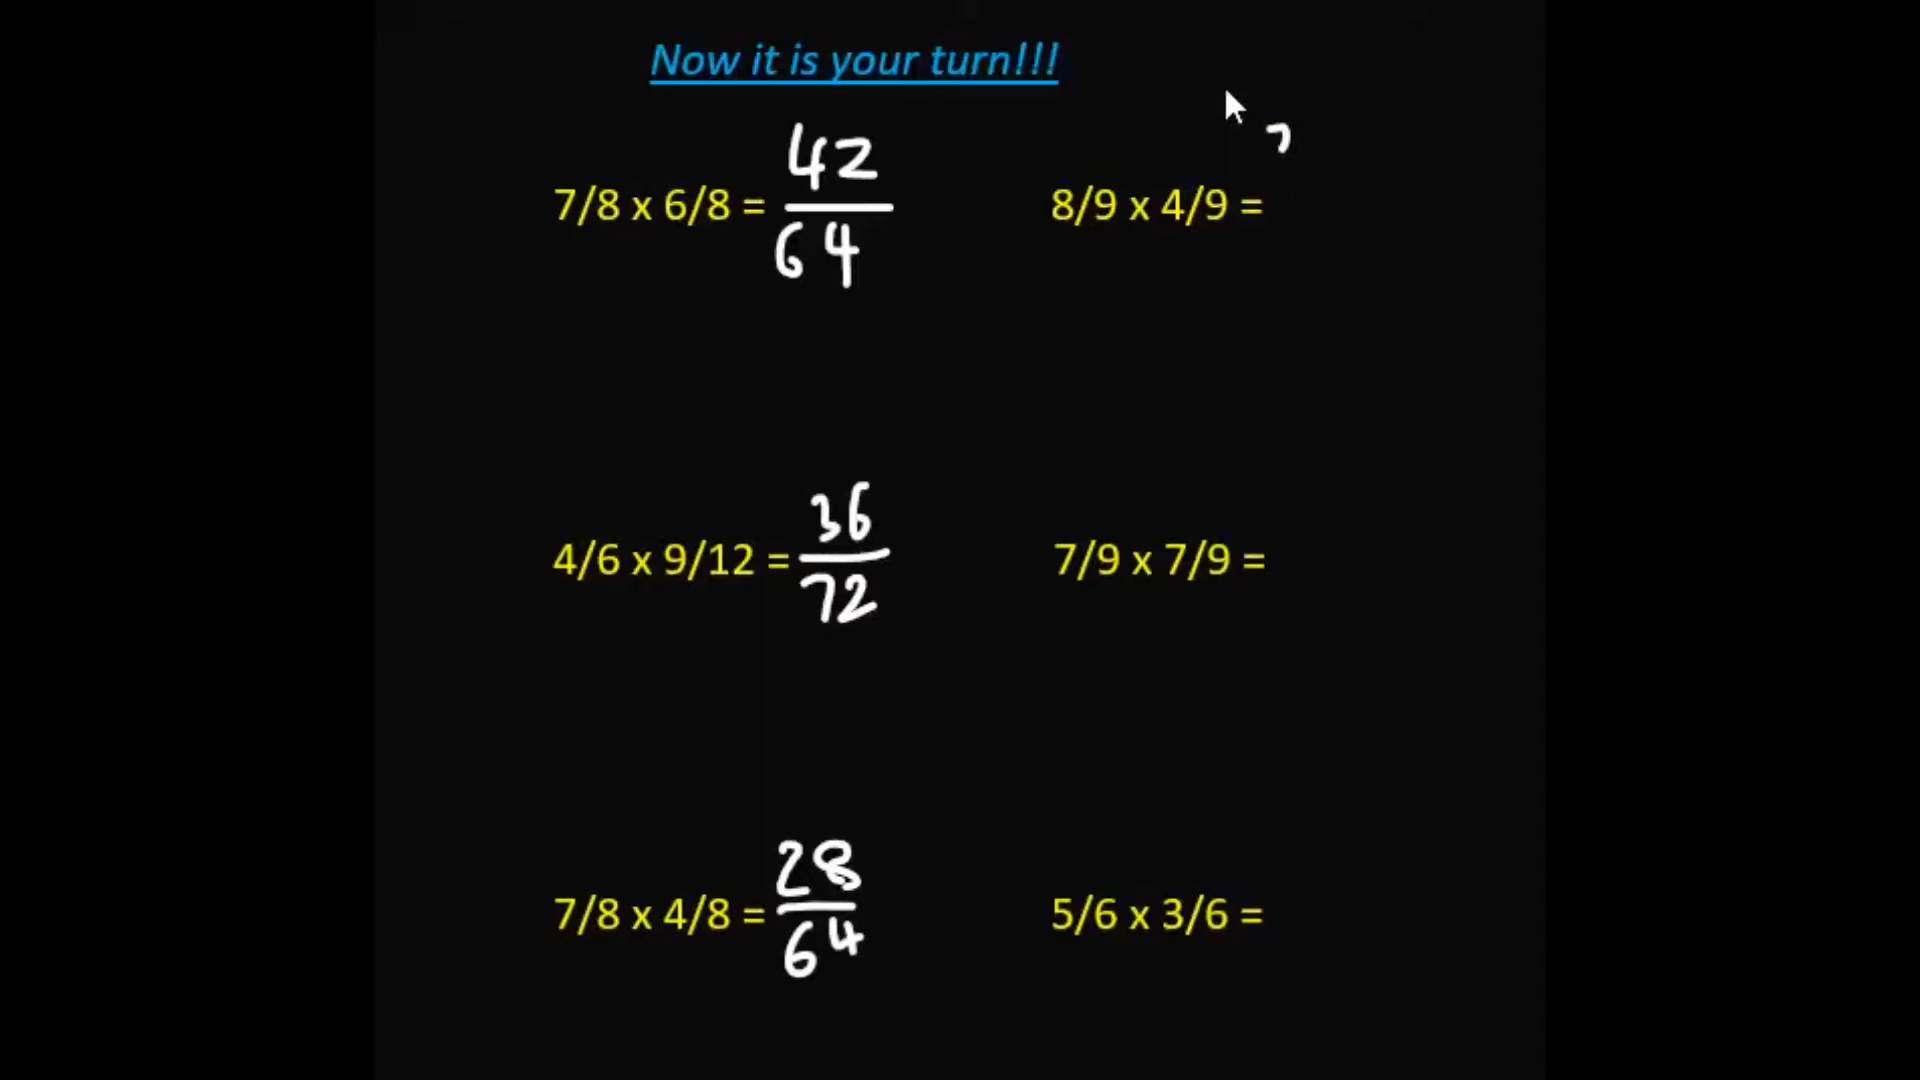 Now it is your turn!!!
7/8 x 6/8 = 42/64
8/9 x 4/9 =
4/6 x 9/12 = 36/72
7/9 x 7/9 =
7/8 x 4/8 = 28/64
5/6 x 3/6 =